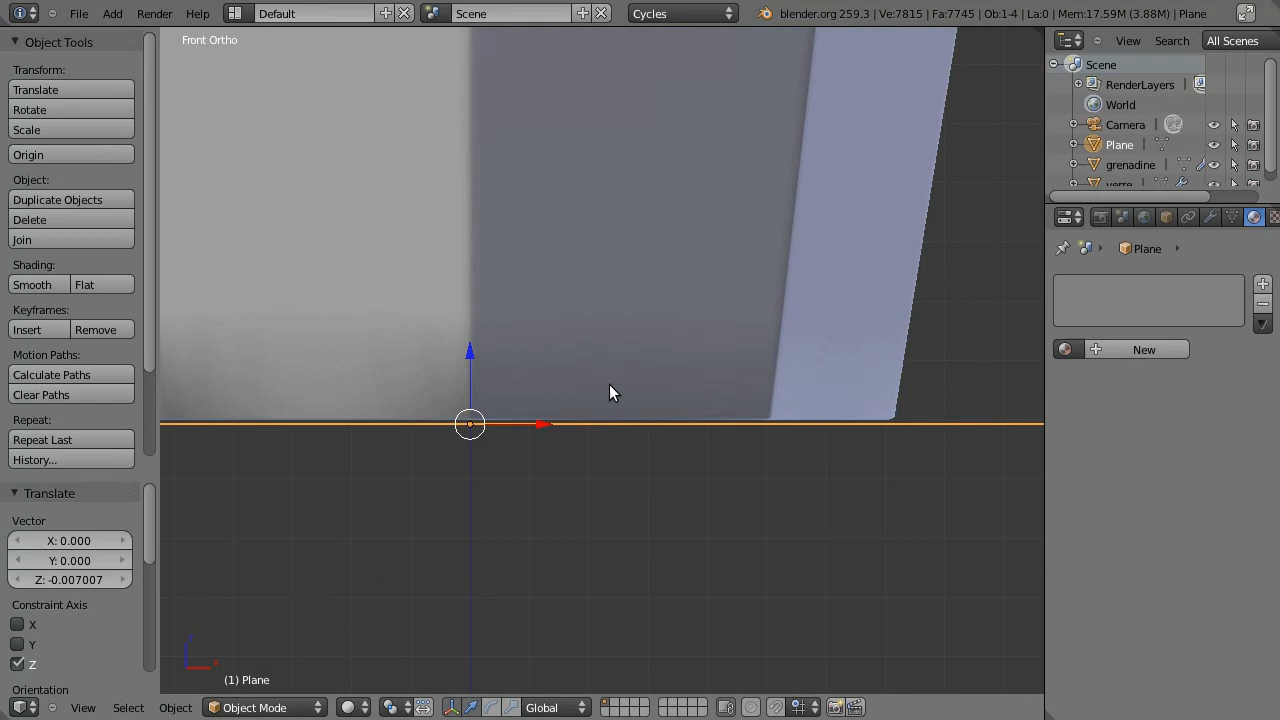 File Add Render Help Default Scene Cycles blender.org 259.3 | Ve:7815 | Fa:7745 | Ob:1-4 | La:0 | Mem:17.59M (3.88M) | Plane
Object Tools
Transform:
Translate
Rotate
Scale
Origin
Object:
Duplicate Objects
Delete
Join
Shading:
Smooth Flat
Keyframes:
Insert Remove
Motion Paths:
Calculate Paths
Clear Paths
Repeat:
Repeat Last
History...
Translate
Vector
X: 0.000
Y: 0.000
Z: -0.007007
Constraint Axis
X
Y
Z
Orientation
Front Ortho
(1) Plane
View Select Object Object Mode Global
View Search All Scenes
Scene
RenderLayers
World
Camera
Plane
grenadine
verre
Plane
New